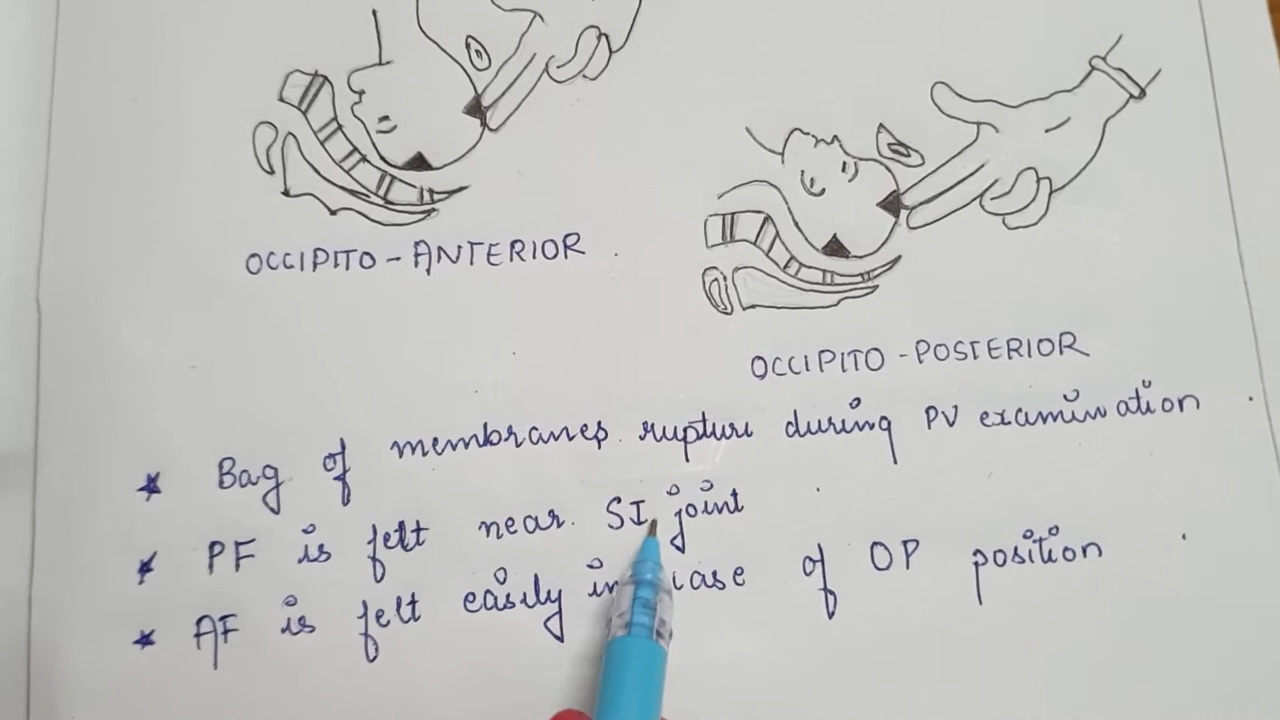 OCCIPITO - ANTERIOR
OCCIPITO - POSTERIOR
* Bag of membranes rupture during PV examination
* PF is felt near SI joint
* AF is felt easily in case of OP position